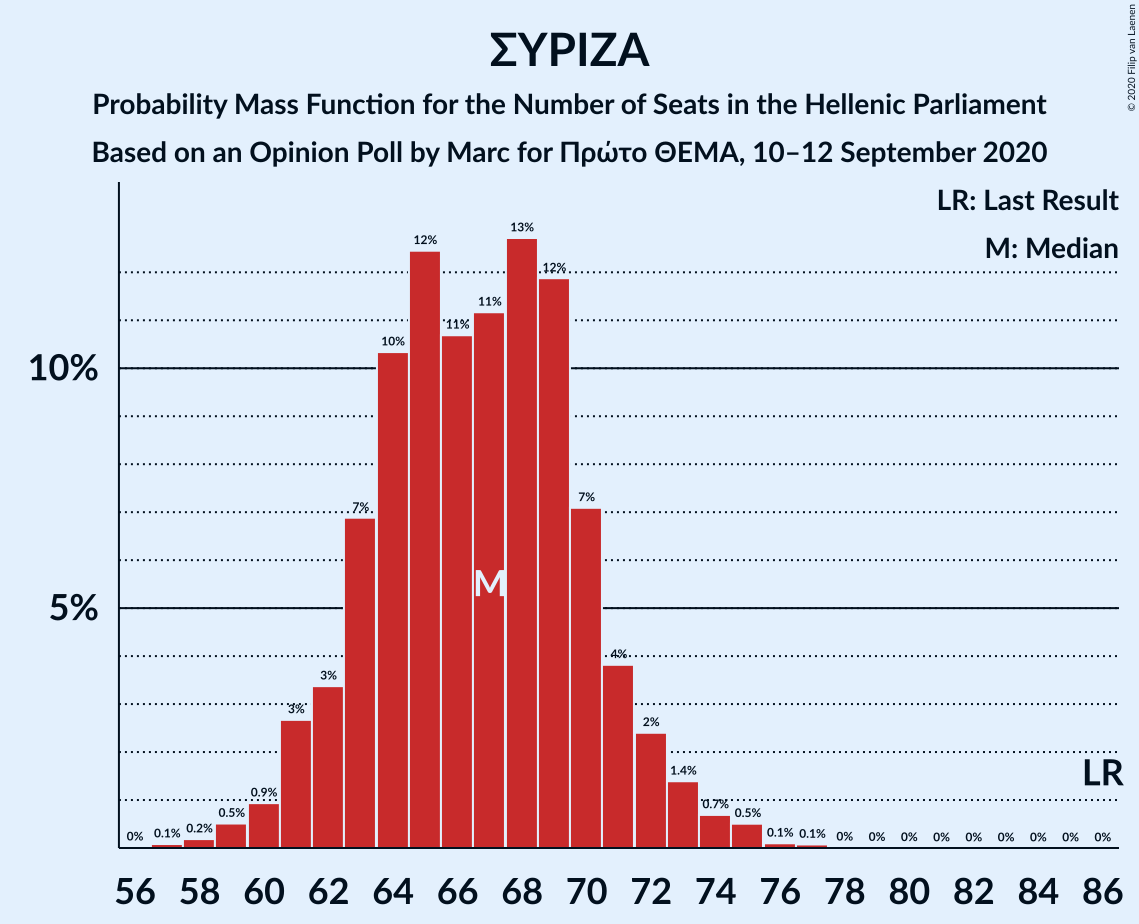 ΣΥΡΙΖΑ
Probability Mass Function for the Number of Seats in the Hellenic Parliament
Based on an Opinion Poll by Marc for Πρώτο ΘΕΜΑ, 10–12 September 2020
© 2020 Filip van Laenen
LR: Last Result
M: Median
10%
5%
0% 0.1% 0.2% 0.5% 0.9% 3% 3% 7% 10% 12% 11% 11% 13% 12% 7% 4% 2% 1.4% 0.7% 0.5% 0.1% 0.1% 0% 0% 0% 0% 0% 0% 0% 0% 0%
M
LR
56 58 60 62 64 66 68 70 72 74 76 78 80 82 84 86